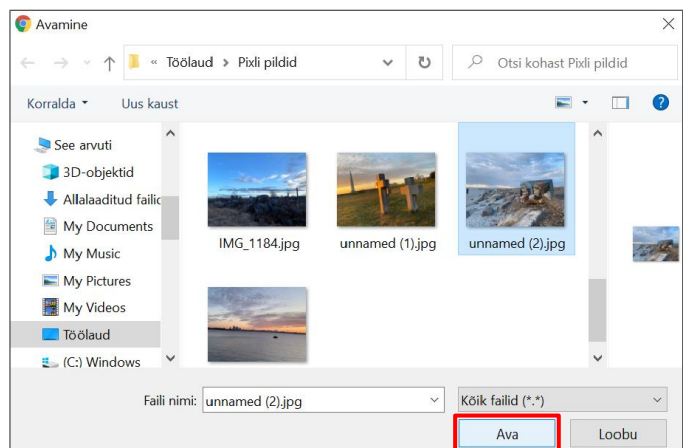 Avamine
« Töölaud > Pixli pildid
Otsi kohast Pixli pildid
Korralda
Uus kaust
See arvuti
3D-objektid
Allalaaditud failic
My Documents
My Music
My Pictures
My Videos
Töölaud
(C:) Windows
IMG_1184.jpg
unnamed (1).jpg
unnamed (2).jpg
Faili nimi: unnamed (2).jpg
Kõik failid (*.*)
Ava
Loobu